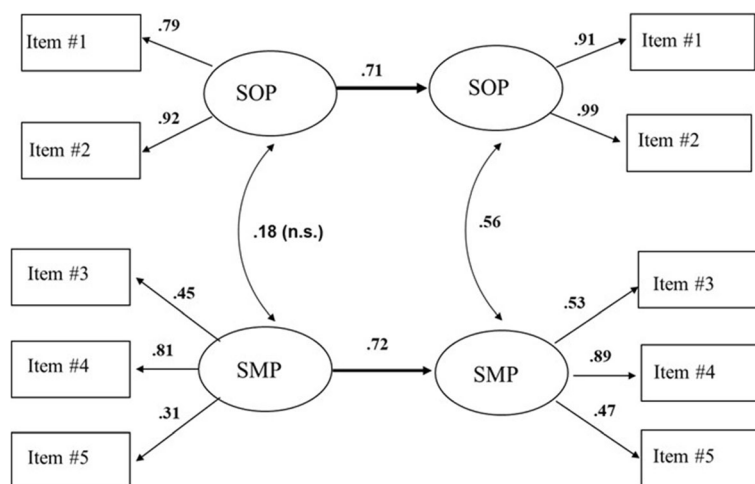 Item #1
.79
SOP
.71
SOP
.91
Item #1
Item #2
.92
.99
Item #2
.18 (n.s.)
.56
Item #3
.45
.53
Item #3
Item #4
.81
SMP
.72
SMP
.89
Item #4
Item #5
.31
.47
Item #5